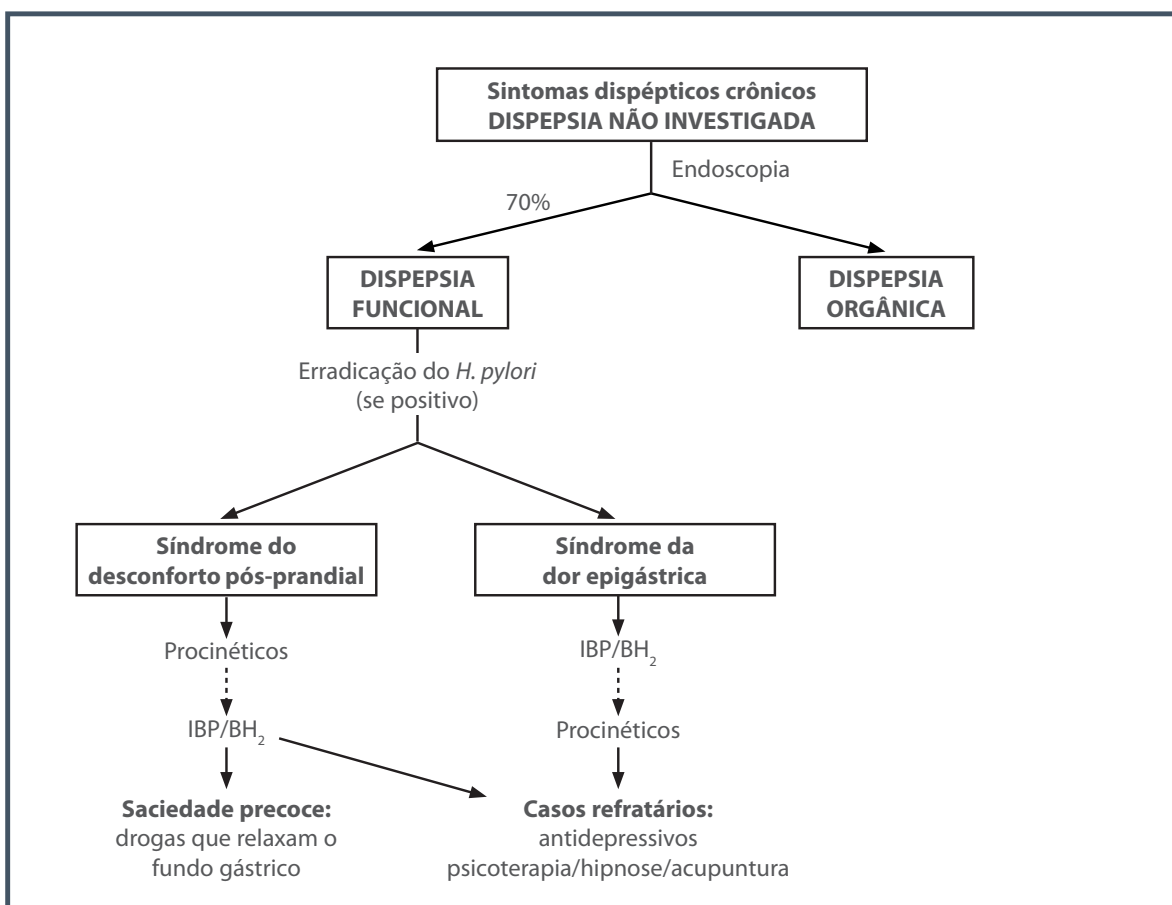 Sintomas dispépticos crônicos
DISPEPSIA NÃO INVESTIGADA
Endoscopia
70%
DISPEPSIA
FUNCIONAL
DISPEPSIA
ORGÂNICA
Erradicação do H. pylori
(se positivo)
Síndrome do
desconforto pós-prandial
Síndrome da
dor epigástrica
Procinéticos
IBP/BH₂
IBP/BH₂
Procinéticos
Saciedade precoce:
drogas que relaxam o
fundo gástrico
Casos refratários:
antidepressivos
psicoterapia/hipnose/acupuntura